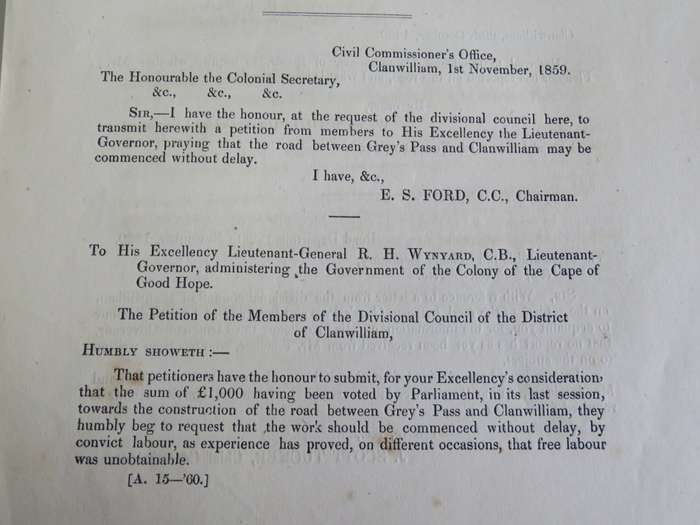 Civil Commissioner's Office,
Clanwilliam, 1st November, 1859.
The Honourable the Colonial Secretary,
&c., &c., &c.
SIR,—I have the honour, at the request of the divisional council here, to
transmit herewith a petition from members to His Excellency the Lieutenant-
Governor, praying that the road between Grey's Pass and Clanwilliam may be
commenced without delay.
I have, &c.,
E. S. FORD, C.C., Chairman.
To His Excellency Lieutenant-General R. H. WYNYARD, C.B., Lieutenant-
Governor, administering the Government of the Colony of the Cape of
Good Hope.
The Petition of the Members of the Divisional Council of the District
of Clanwilliam,
HUMBLY SHOWETH :—
That petitioners have the honour to submit, for your Excellency's consideration,
that the sum of £1,000 having been voted by Parliament, in its last session,
towards the construction of the road between Grey's Pass and Clanwilliam, they
humbly beg to request that the work should be commenced without delay, by
convict labour, as experience has proved, on different occasions, that free labour
was unobtainable.
[A. 15—'60.]